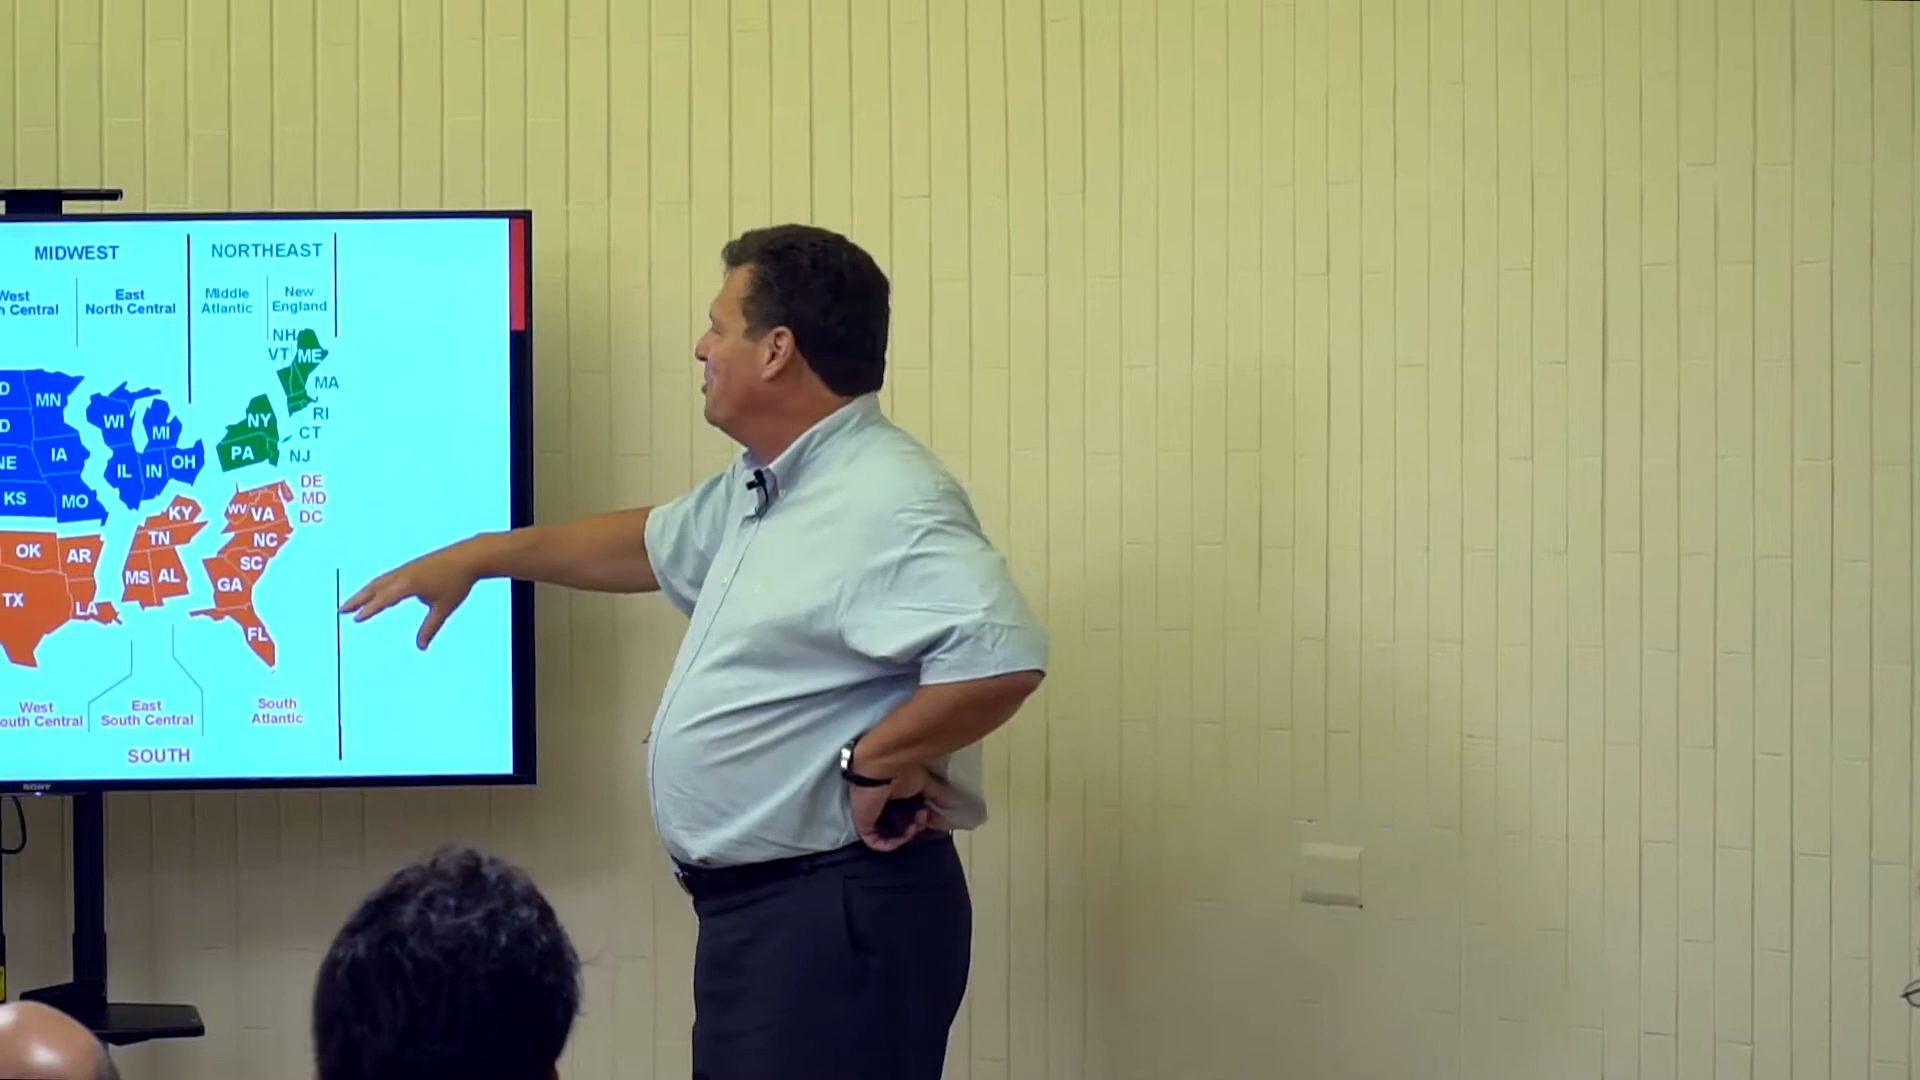 MIDWEST
NORTHEAST
West
h Central
East
North Central
Middle
Atlantic
New
England
NH
VT
ME
MA
RI
CT
NJ
NY
PA
D
MN
WI
MI
D
IA
NE
IL
IN
OH
KS
MO
DE
MD
DC
KY
WV
VA
OK
AR
TN
NC
SC
MS
AL
GA
TX
LA
FL
West
outh Central
East
South Central
South
Atlantic
SOUTH
SONY